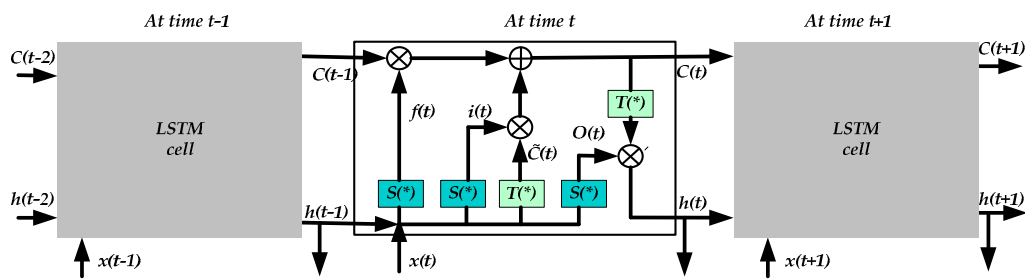 At time t-1
At time t
At time t+1
C(t-2)
C(t-1)
C(t)
C(t+1)
f(t)
i(t)
O(t)
C̃(t)
T(*)
LSTM
cell
LSTM
cell
S(*)
S(*)
T(*)
S(*)
h(t-2)
h(t-1)
h(t)
h(t+1)
x(t-1)
x(t)
x(t+1)